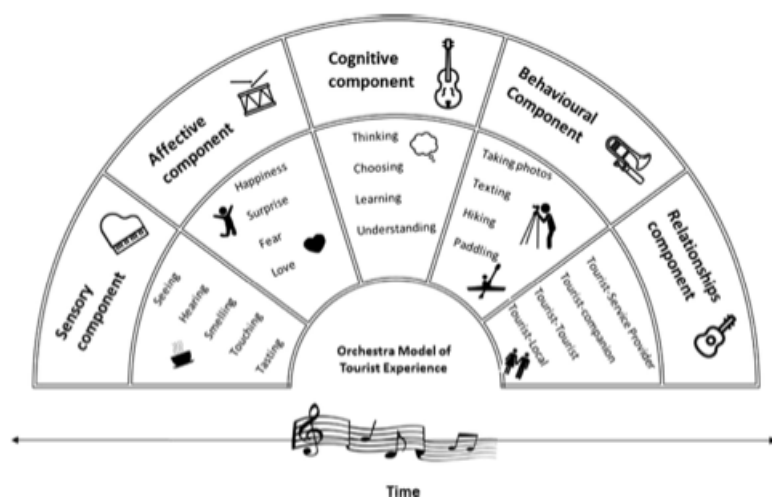 Sensory
component
Seeing
Hearing
Smelling
Touching
Tasting
Affective
component
Happiness
Surprise
Fear
Love
Cognitive
component
Thinking
Choosing
Learning
Understanding
Behavioural
Component
Taking photos
Texting
Hiking
Paddling
Relationships
component
Tourist-Service Provider
Tourist-companion
Tourist-Tourist
Tourist-Local
Orchestra Model of
Tourist Experience
Time